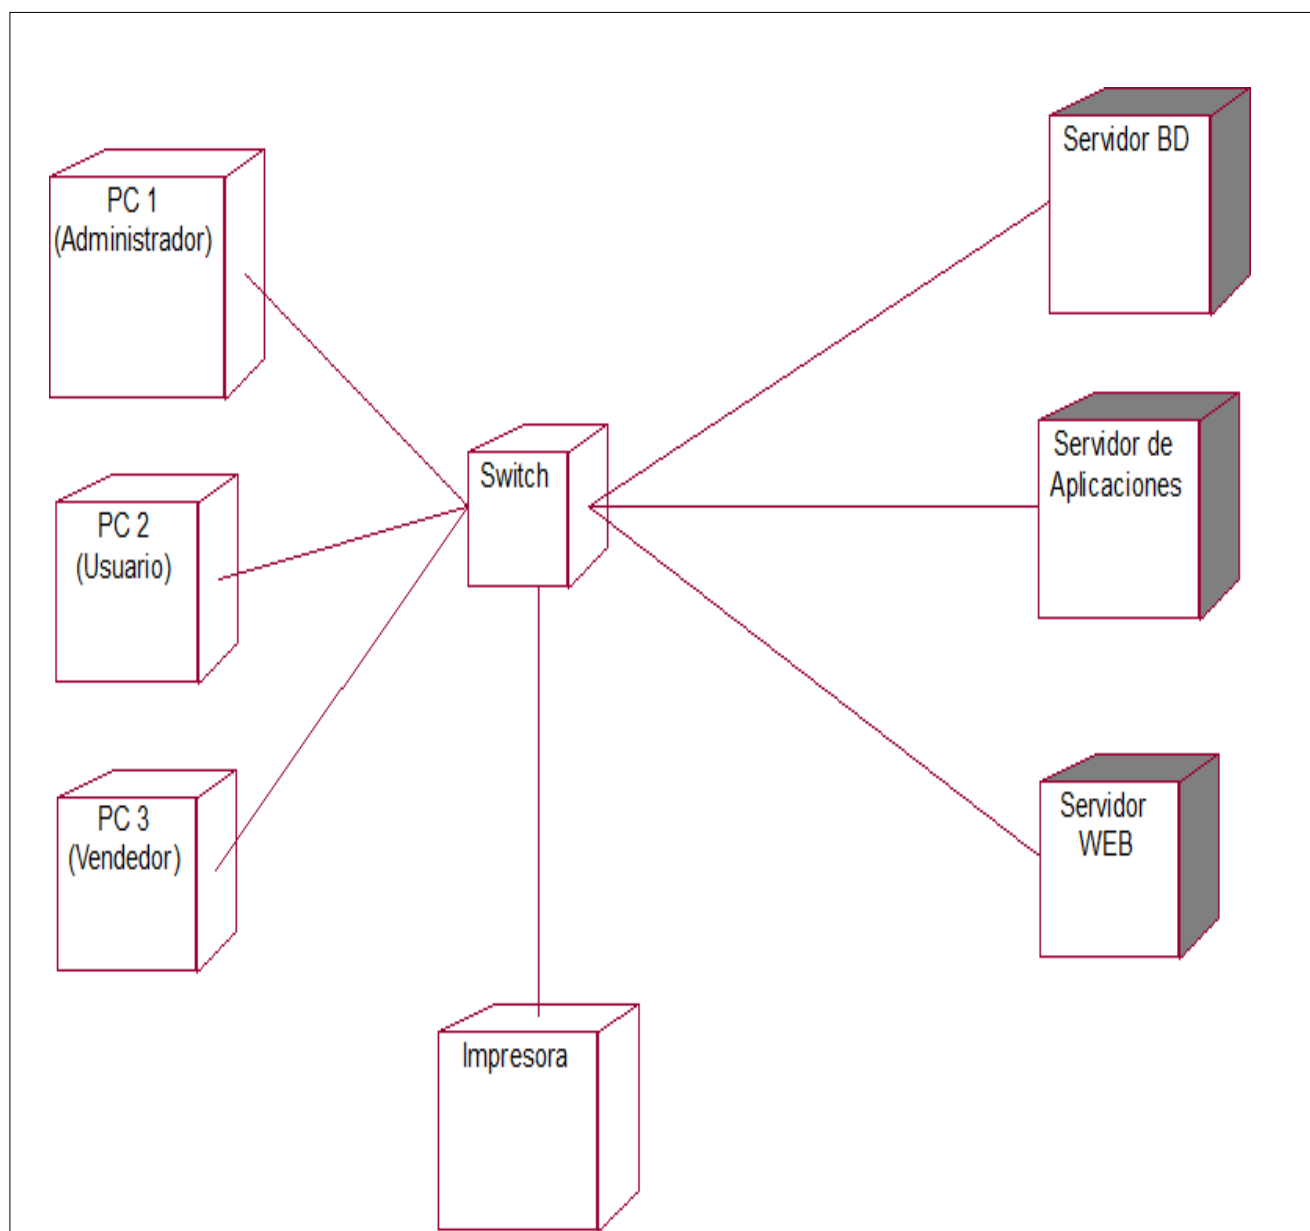 PC 1
(Administrador)
PC 2
(Usuario)
PC 3
(Vendedor)
Switch
Impresora
Servidor BD
Servidor de
Aplicaciones
Servidor
WEB